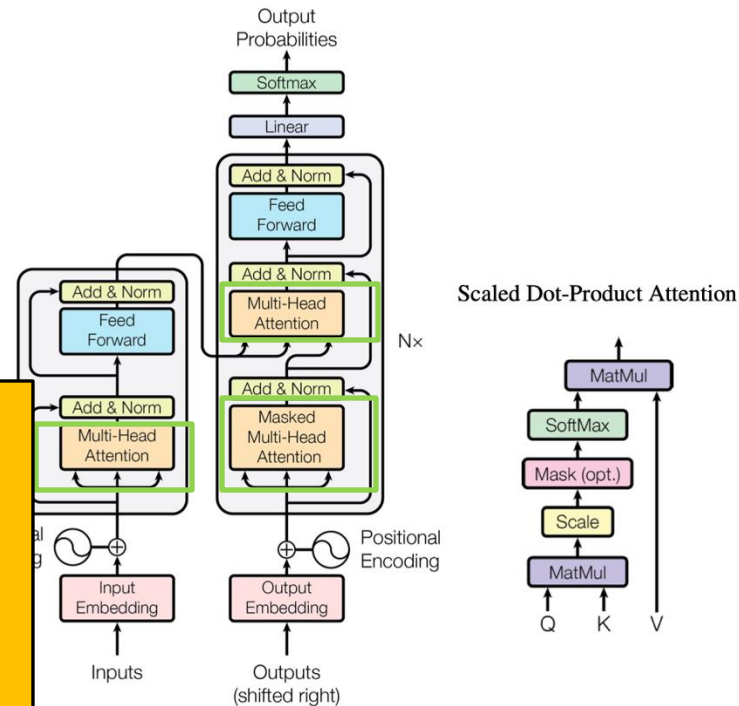 Output
Probabilities
Softmax
Linear
Add & Norm
Feed
Forward
Add & Norm
Multi-Head
Attention
Add & Norm
Masked
Multi-Head
Attention
N×
Positional
Encoding
Output
Embedding
Outputs
(shifted right)
Add & Norm
Feed
Forward
Add & Norm
Multi-Head
Attention
Input
Embedding
Inputs
Scaled Dot-Product Attention
MatMul
SoftMax
Mask (opt.)
Scale
MatMul
Q K V